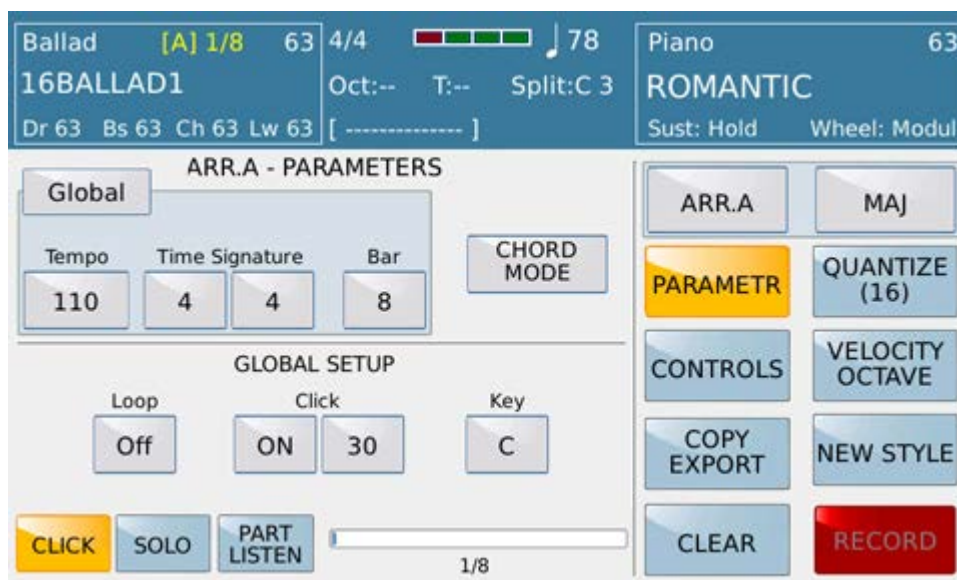 Ballad [A] 1/8 63
16BALLAD1
Dr 63 Bs 63 Ch 63 Lw 63
4/4 78
Oct:-- T:-- Split:C 3
[ -------------- ]
Piano 63
ROMANTIC
Sust: Hold Wheel: Modul
ARR.A - PARAMETERS
Global
Tempo Time Signature Bar
110 4 4 8
CHORD
MODE
GLOBAL SETUP
Loop Click Key
Off ON 30 C
CLICK
SOLO
PART
LISTEN
1/8
ARR.A
MAJ
PARAMETR
QUANTIZE
(16)
CONTROLS
VELOCITY
OCTAVE
COPY
EXPORT
NEW STYLE
CLEAR
RECORD